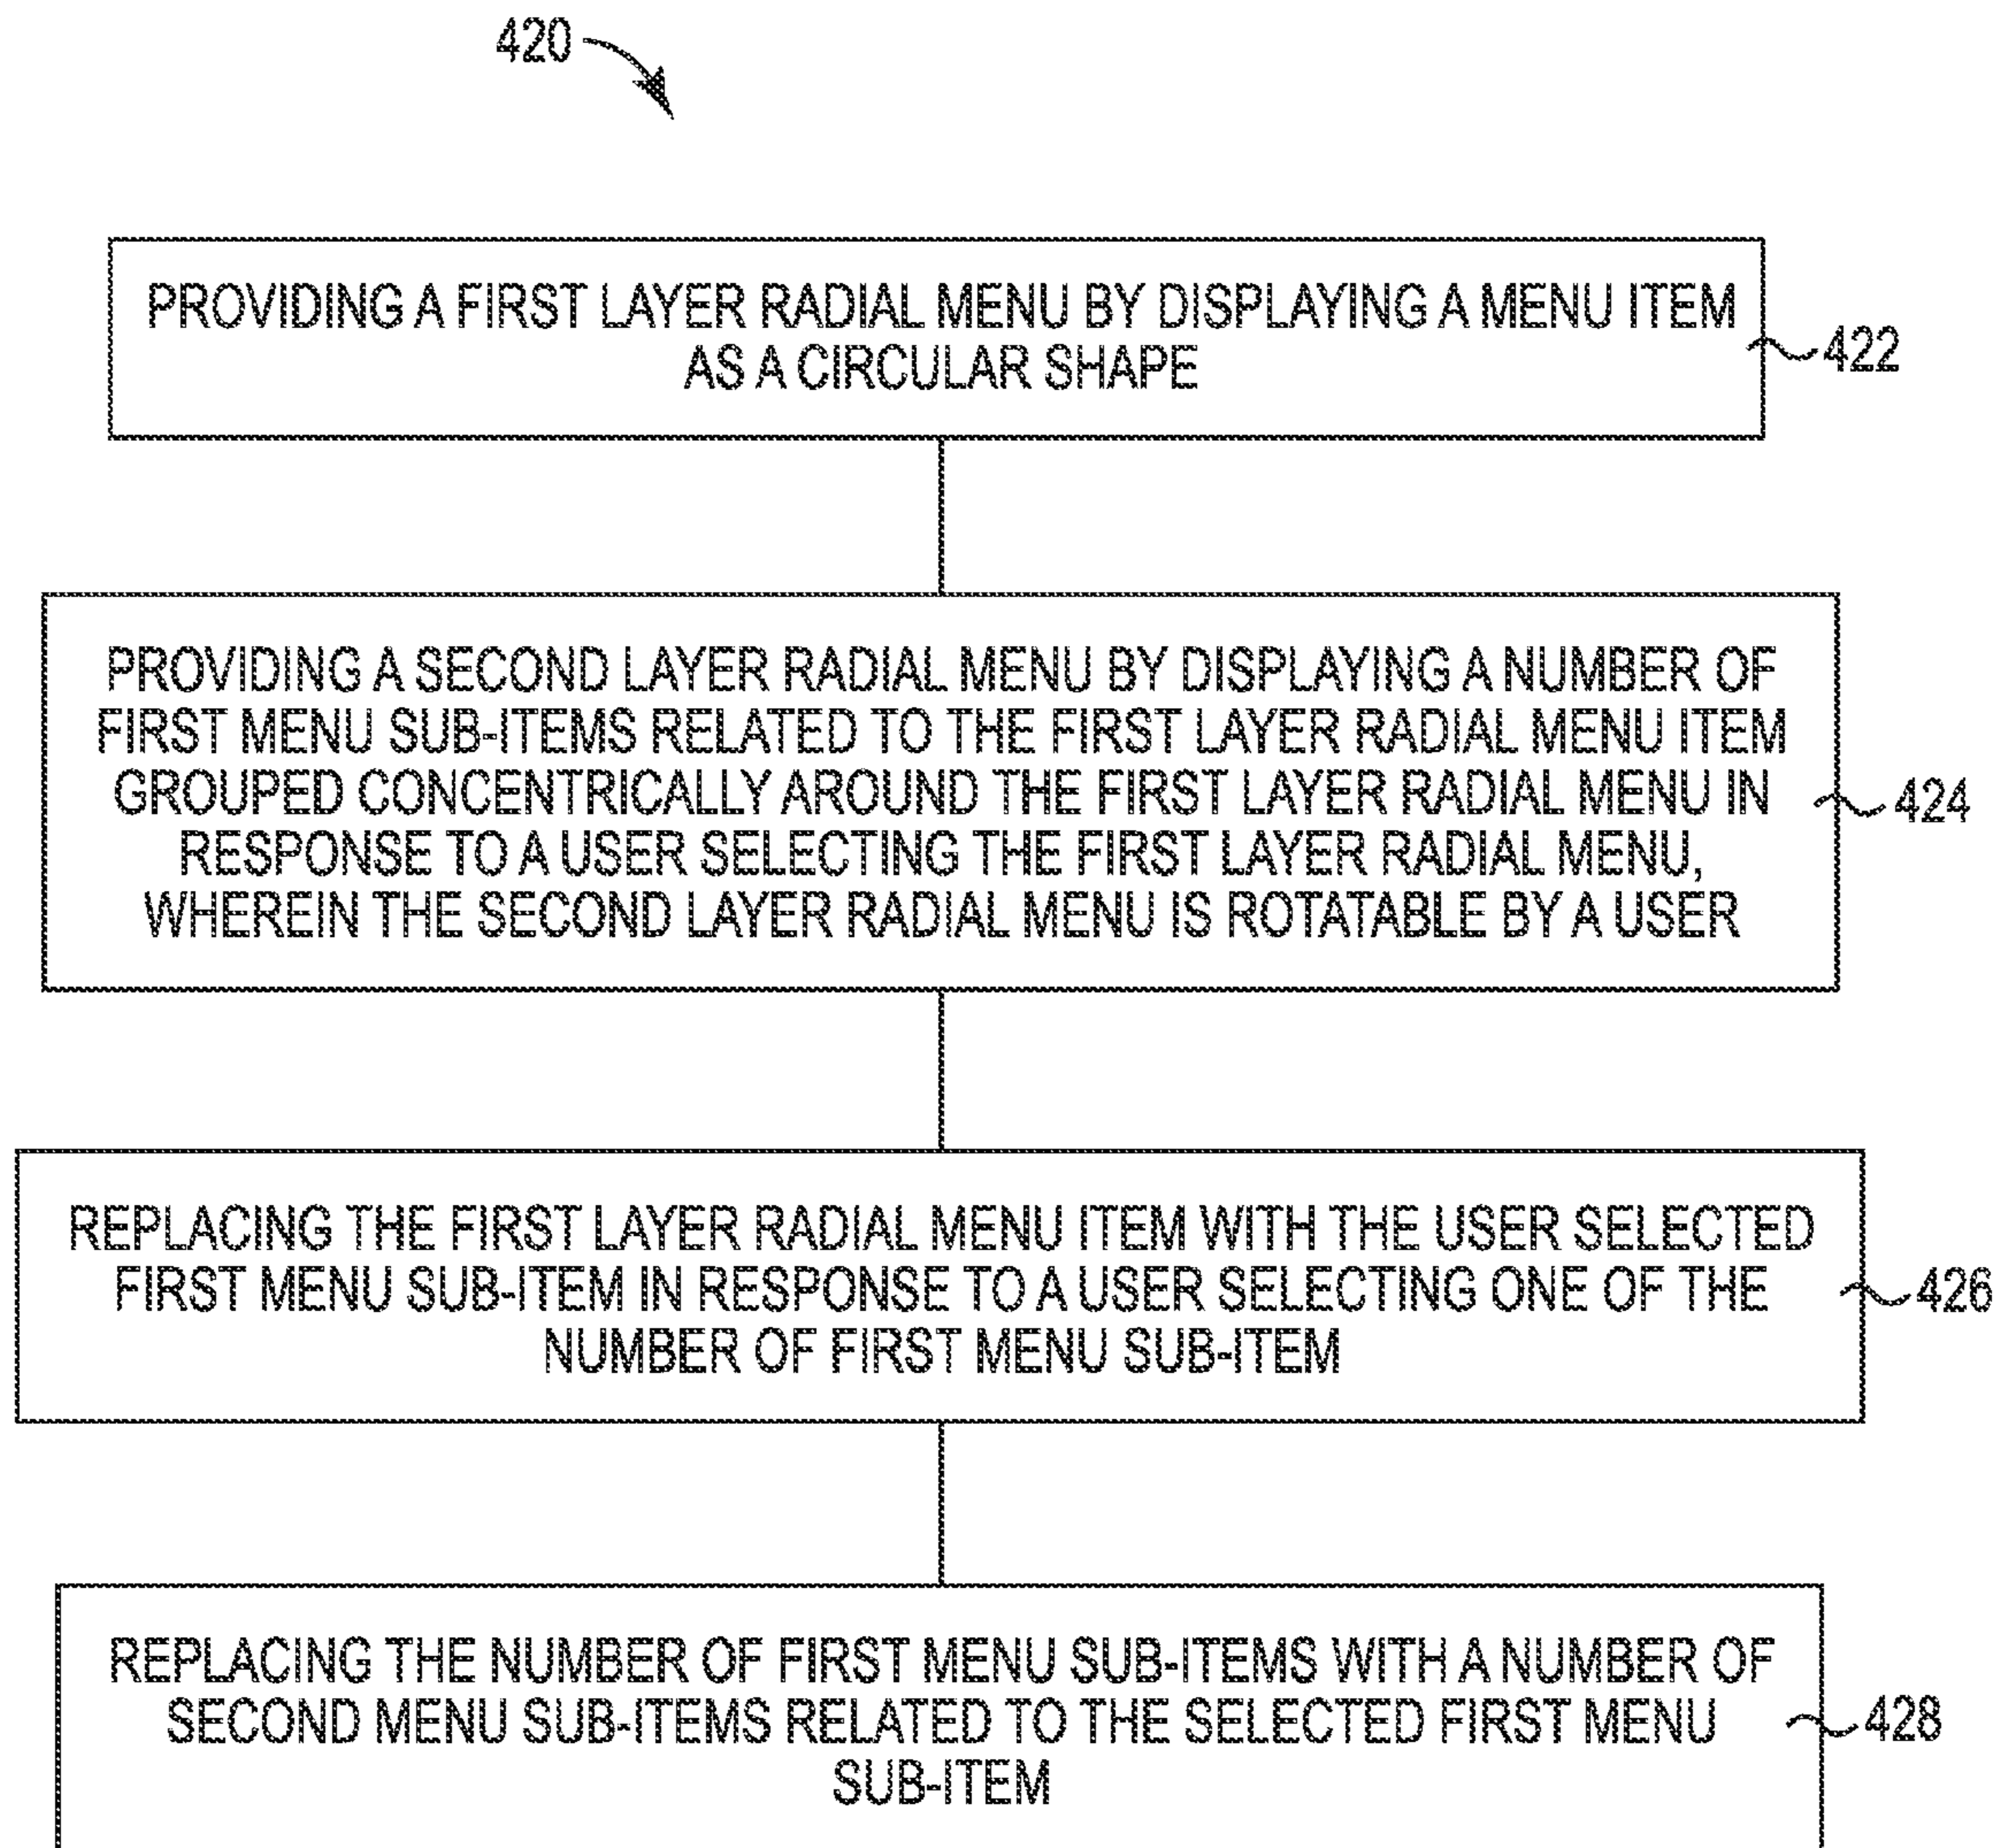 420
PROVIDING A FIRST LAYER RADIAL MENU BY DISPLAYING A MENU ITEM
AS A CIRCULAR SHAPE
422
PROVIDING A SECOND LAYER RADIAL MENU BY DISPLAYING A NUMBER OF
FIRST MENU SUB-ITEMS RELATED TO THE FIRST LAYER RADIAL MENU ITEM
GROUPED CONCENTRICALLY AROUND THE FIRST LAYER RADIAL MENU IN
RESPONSE TO A USER SELECTING THE FIRST LAYER RADIAL MENU,
WHEREIN THE SECOND LAYER RADIAL MENU IS ROTATABLE BY A USER
424
REPLACING THE FIRST LAYER RADIAL MENU ITEM WITH THE USER SELECTED
FIRST MENU SUB-ITEM IN RESPONSE TO A USER SELECTING ONE OF THE
NUMBER OF FIRST MENU SUB-ITEM
426
REPLACING THE NUMBER OF FIRST MENU SUB-ITEMS WITH A NUMBER OF
SECOND MENU SUB-ITEMS RELATED TO THE SELECTED FIRST MENU
SUB-ITEM
428